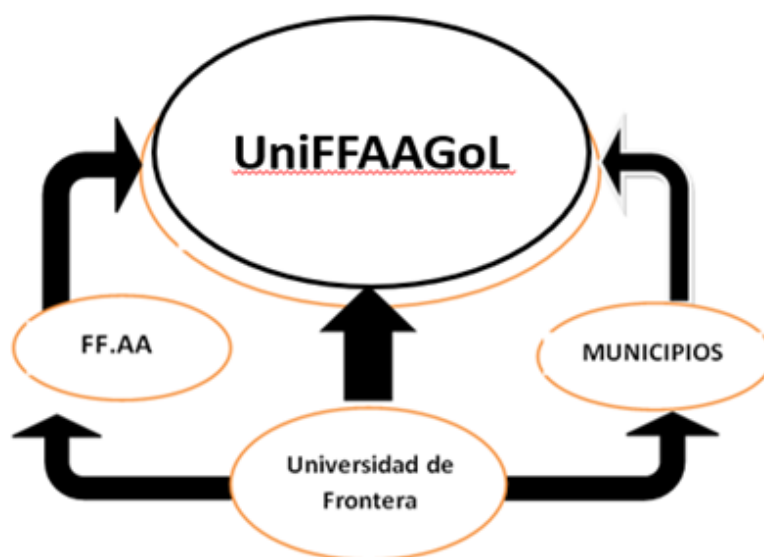 UniFFAAGoL
FF.AA
MUNICIPIOS
Universidad de
Frontera